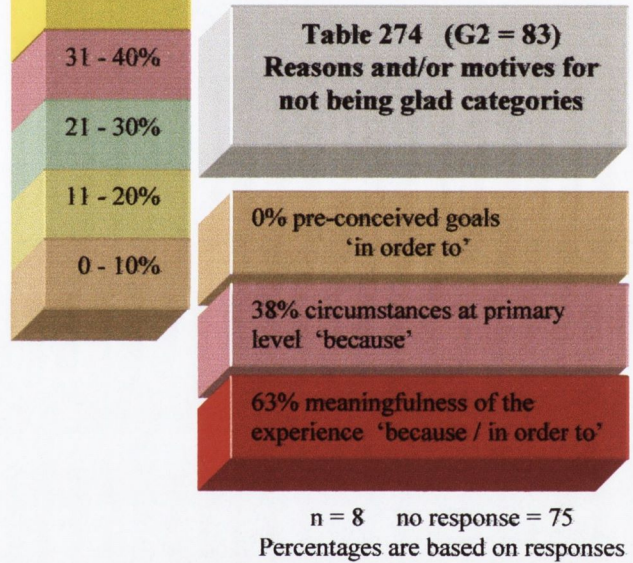 31 - 40%
21 - 30%
11 - 20%
0 - 10%
Table 274 (G2 = 83)
Reasons and/or motives for
not being glad categories
0% pre-conceived goals
‘in order to’
38% circumstances at primary
level ‘because’
63% meaningfulness of the
experience ‘because / in order to’
n = 8 no response = 75
Percentages are based on responses